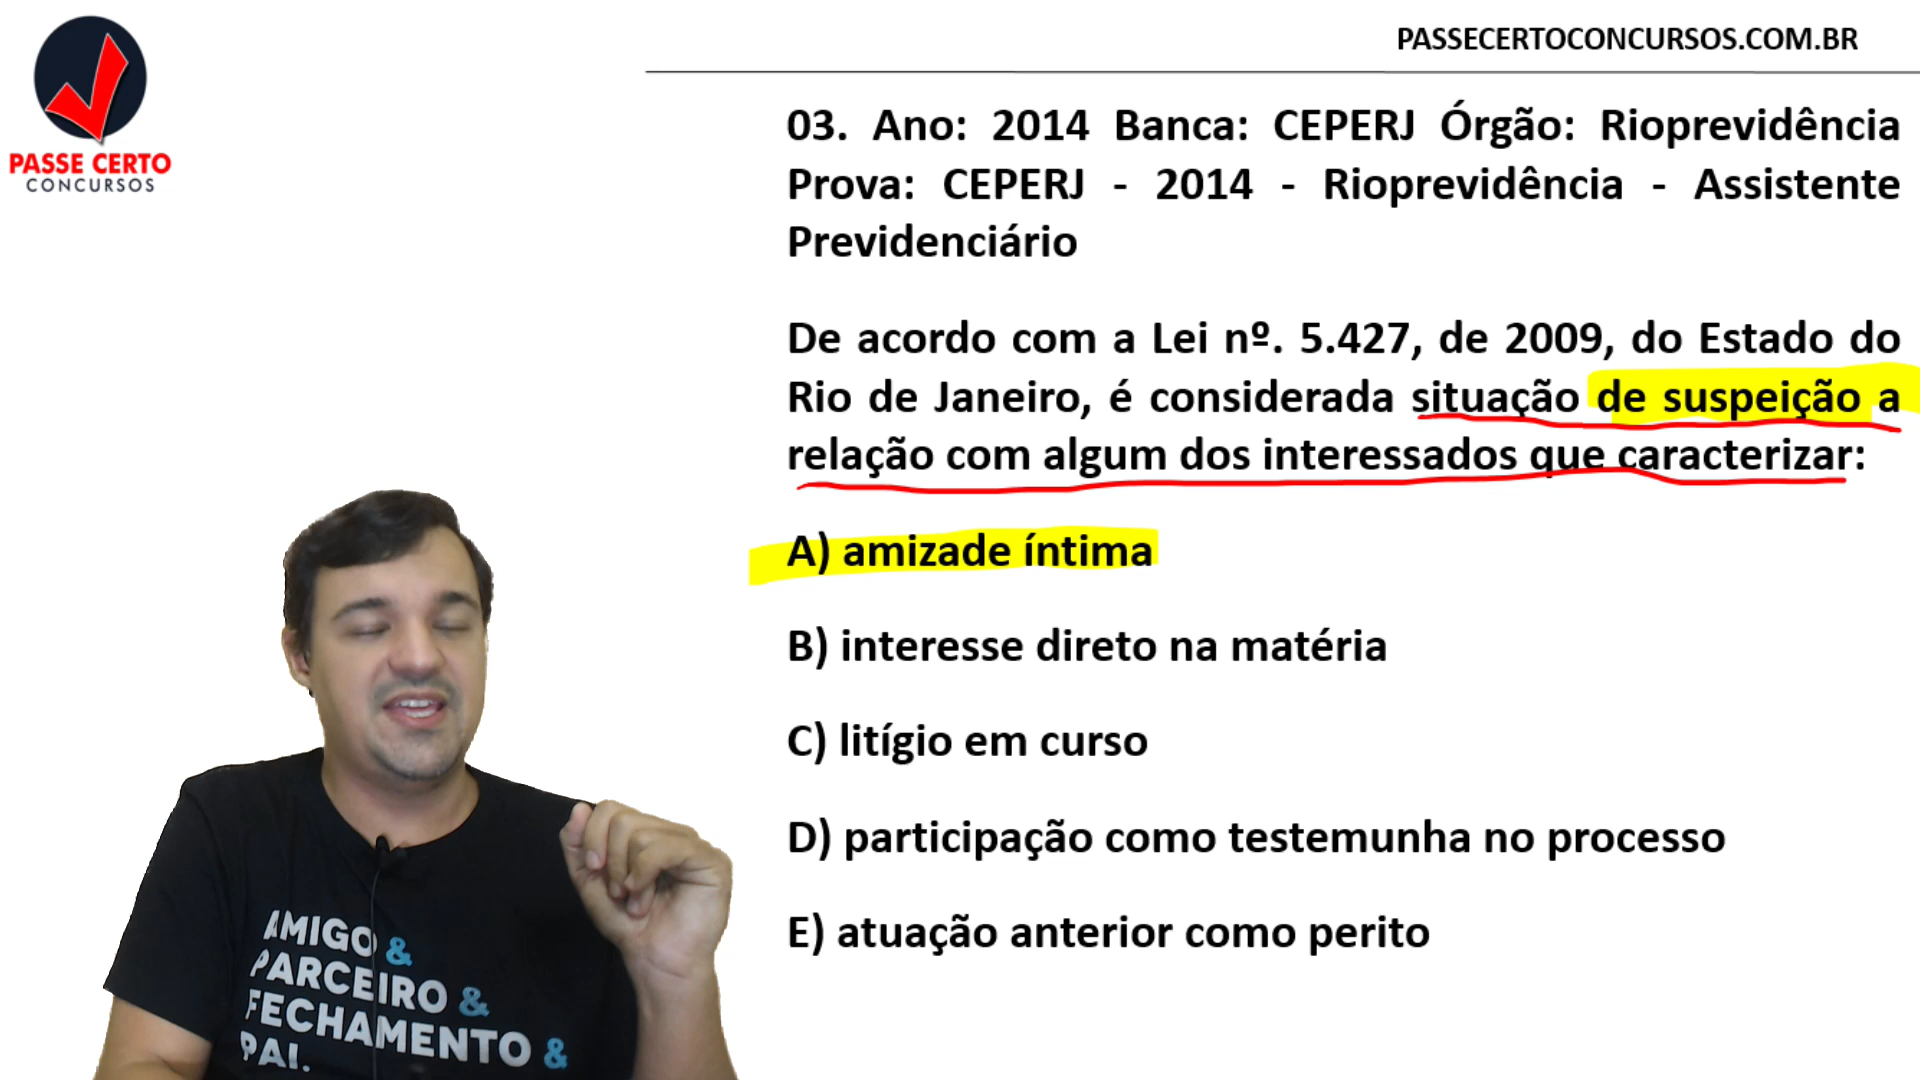 PASSE CERTO
CONCURSOS
PASSECERTOCONCURSOS.COM.BR
03. Ano: 2014 Banca: CEPERJ Órgão: Rioprevidência
Prova: CEPERJ - 2014 - Rioprevidência - Assistente
Previdenciário
De acordo com a Lei nº. 5.427, de 2009, do Estado do
Rio de Janeiro, é considerada situação de suspeição a
relação com algum dos interessados que caracterizar:
A) amizade íntima
B) interesse direto na matéria
C) litígio em curso
D) participação como testemunha no processo
E) atuação anterior como perito
AMIGO &
PARCEIRO &
FECHAMENTO &
PAI.